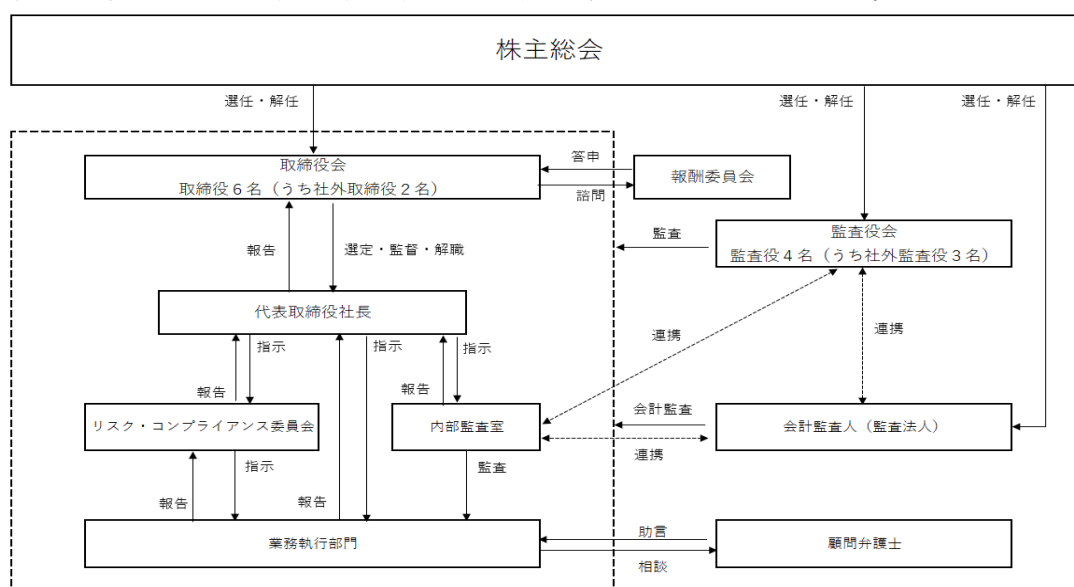 株主総会
選任・解任
選任・解任
選任・解任
取締役会
取締役６名（うち社外取締役２名）
答申
諮問
報酬委員会
監査役会
監査役４名（うち社外監査役３名）
監査
報告
選定・監督・解職
代表取締役社長
連携
連携
指示
指示
指示
報告
報告
リスク・コンプライアンス委員会
内部監査室
会計監査
連携
会計監査人（監査法人）
指示
監査
報告
報告
業務執行部門
助言
相談
顧問弁護士